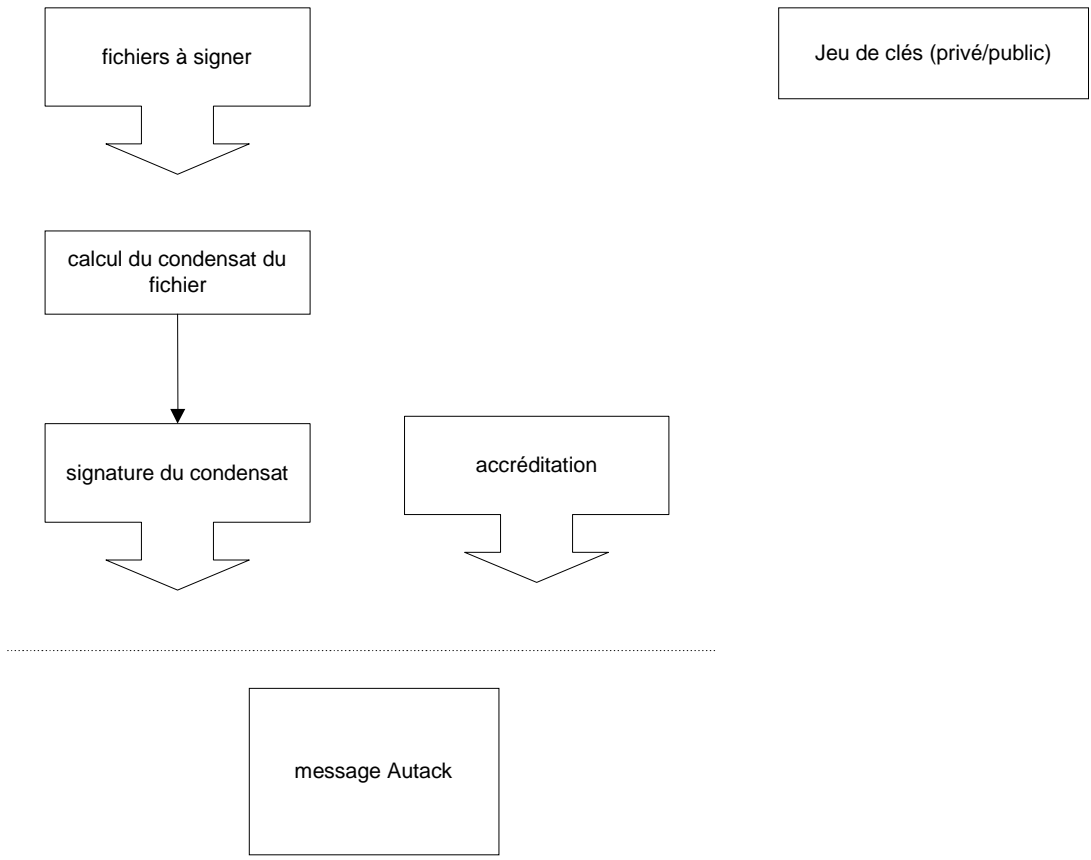 fichiers à signer
Jeu de clés (privé/public)
calcul du condensat du
fichier
signature du condensat
accréditation
message Autack